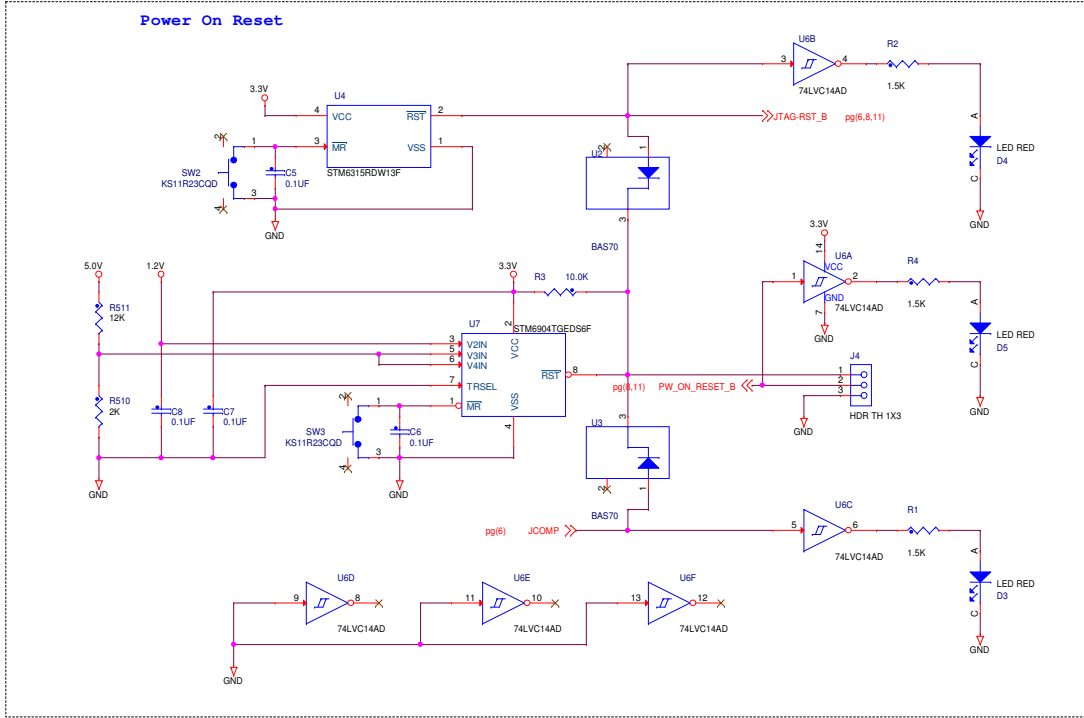 Power On Reset
U6B
3
4
74LVC14AD
R2
1.5K
3.3V
U4
4
VCC
RST
2
3
MR
VSS
1
STM6315RDW13F
JTAG-RST_B pg(6,8,11)
2
1
SW2
KS11R23CQD
3
4
C5
0.1UF
GND
U2
2
1
3
BAS70
A
LED RED
D4
C
GND
5.0V
1.2V
3.3V
R3
10.0K
R511
12K
R510
2K
C8
0.1UF
C7
0.1UF
GND
U7
STM6904TGEDS6F
2
VCC
3
V2IN
5
V3IN
6
V4IN
7
TRSEL
1
MR
VSS
4
RST
8
2
1
SW3
KS11R23CQD
3
4
C6
0.1UF
GND
3.3V
14
U6A
VCC
1
2
GND
7
74LVC14AD
GND
R4
1.5K
A
LED RED
D5
C
GND
pg(8,11) PW_ON_RESET_B
J4
1
2
3
HDR TH 1X3
GND
3
U3
2
1
BAS70
pg(6) JCOMP
U6C
5
6
74LVC14AD
R1
1.5K
A
LED RED
D3
C
GND
U6D
9
8
74LVC14AD
U6E
11
10
74LVC14AD
U6F
13
12
74LVC14AD
GND